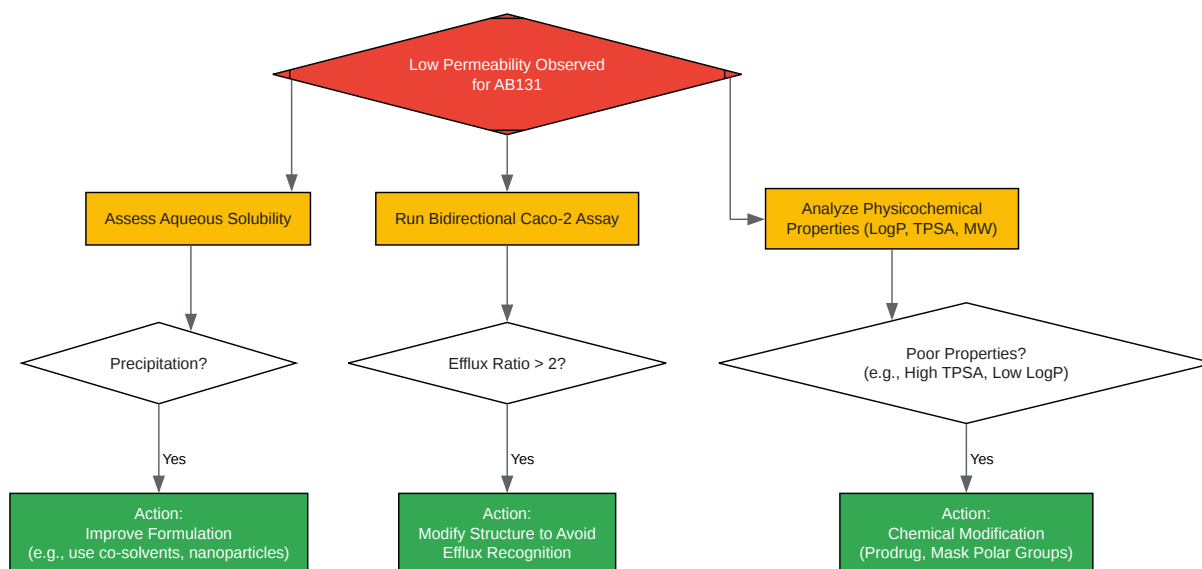 Low Permeability Observed
for AB131
Assess Aqueous Solubility
Run Bidirectional Caco-2 Assay
Analyze Physicochemical
Properties (LogP, TPSA, MW)
Precipitation?
Efflux Ratio > 2?
Poor Properties?
(e.g., High TPSA, Low LogP)
Yes
Yes
Yes
Action:
Improve Formulation
(e.g., use co-solvents, nanoparticles)
Action:
Modify Structure to Avoid
Efflux Recognition
Action:
Chemical Modification
(Prodrug, Mask Polar Groups)